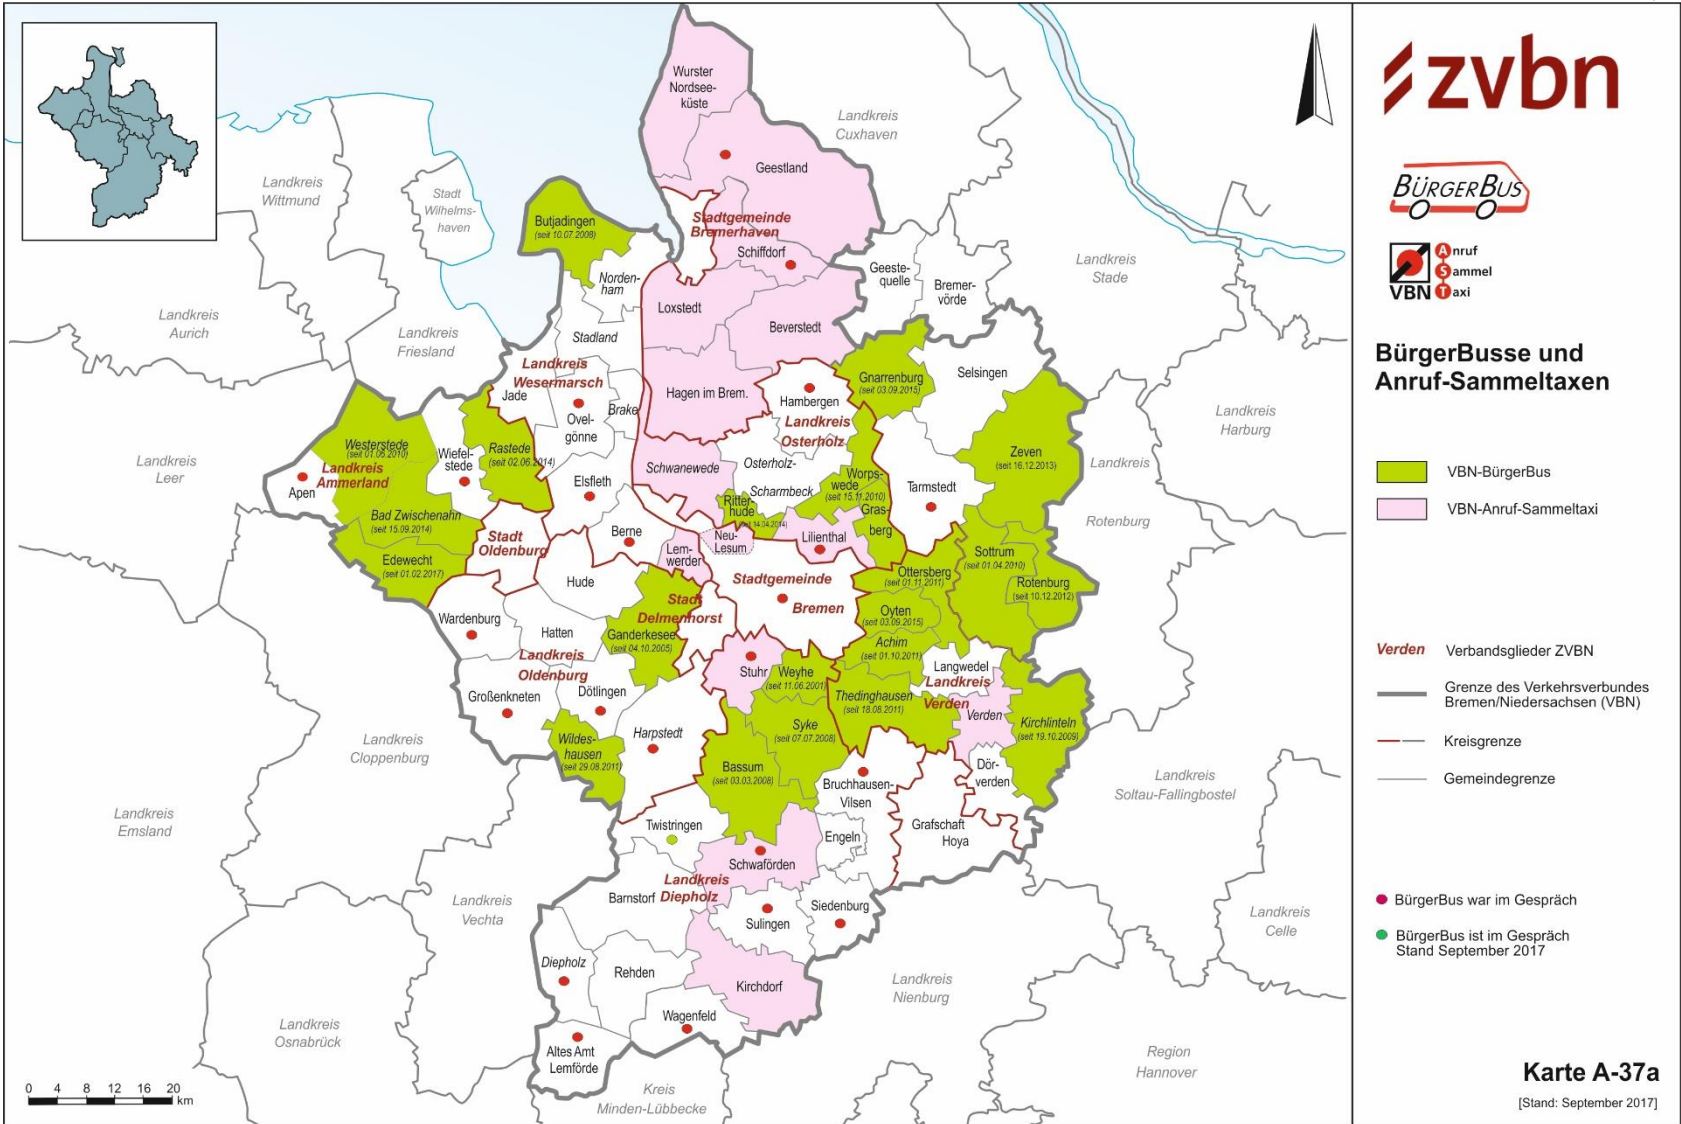 Wurster
Nordsee-
küste
Landkreis
Cuxhaven
Geestland
Landkreis
Wittmund
Stadt
Wilhelms-
haven
Butjadingen
(seit 10.07.2008)
Stadtgemeinde
Bremerhaven
Schiffdorf
Norden-
ham
Geeste-
quelle
Bremer-
vörde
Landkreis
Stade
Landkreis
Aurich
Landkreis
Friesland
Loxstedt
Beverstedt
Stadland
Landkreis
Wesermarsch
Jade
Ovel-
gönne
Brake
Hagen im Brem.
Hambergen
Landkreis
Osterholz
Gnarrenburg
(seit 03.09.2015)
Selsingen
Landkreis
Harburg
Westerstede
(seit 01.06.2010)
Landkreis
Ammerland
Apen
Wiefel-
stede
Rastede
(seit 02.06.2014)
Landkreis
Leer
Elsfleth
Schwanewede
Osterholz-
Scharmbeck
Worps-
wede
(seit 15.11.2010)
Zeven
(seit 16.12.2013)
Landkreis
Rotenburg
Tarmstedt
Ritter-
hude
(seit 14.04.2014)
Gras-
berg
Bad Zwischenahn
(seit 15.09.2014)
Stadt
Oldenburg
Berne
Lem-
werder
Neu-
Lesum
Lilienthal
Edewecht
(seit 01.02.2017)
Hude
Stadtgemeinde
Bremen
Ottersberg
(seit 01.11.2011)
Sottrum
(seit 01.04.2010)
Rotenburg
(seit 10.12.2012)
Wardenburg
Hatten
Ganderkesee
(seit 04.10.2005)
Stadt
Delmenhorst
Oyten
(seit 03.09.2015)
Achim
(seit 01.10.2011)
Langwedel
Landkreis
Oldenburg
Stuhr
Weyhe
(seit 11.06.2001)
Thedinghausen
(seit 18.08.2011)
Landkreis
Verden
Verden
Kirchlinteln
(seit 19.10.2009)
Großenkneten
Dötlingen
Harpstedt
Syke
(seit 07.07.2008)
Wildes-
hausen
(seit 29.08.2011)
Bassum
(seit 03.03.2008)
Bruchhausen-
Vilsen
Dör-
verden
Landkreis
Cloppenburg
Landkreis
Soltau-Fallingbostel
Landkreis
Emsland
Twistringen
Engeln
Grafschaft
Hoya
Schwaförden
Landkreis
Diepholz
Barnstorf
Sulingen
Siedenburg
Landkreis
Vechta
Landkreis
Celle
Diepholz
Rehden
Kirchdorf
Landkreis
Nienburg
Wagenfeld
Altes Amt
Lemförde
Landkreis
Osnabrück
Kreis
Minden-Lübbecke
Region
Hannover
0 4 8 12 16 20
km
zvbn
BÜRGERBUS
VBN
Anruf
Sammel
Taxi
BürgerBusse und
Anruf-Sammeltaxen
VBN-BürgerBus
VBN-Anruf-Sammeltaxi
Verden Verbandsglieder ZVBN
Grenze des Verkehrsverbundes
Bremen/Niedersachsen (VBN)
Kreisgrenze
Gemeindegrenze
BürgerBus war im Gespräch
BürgerBus ist im Gespräch
Stand September 2017
Karte A-37a
[Stand: September 2017]